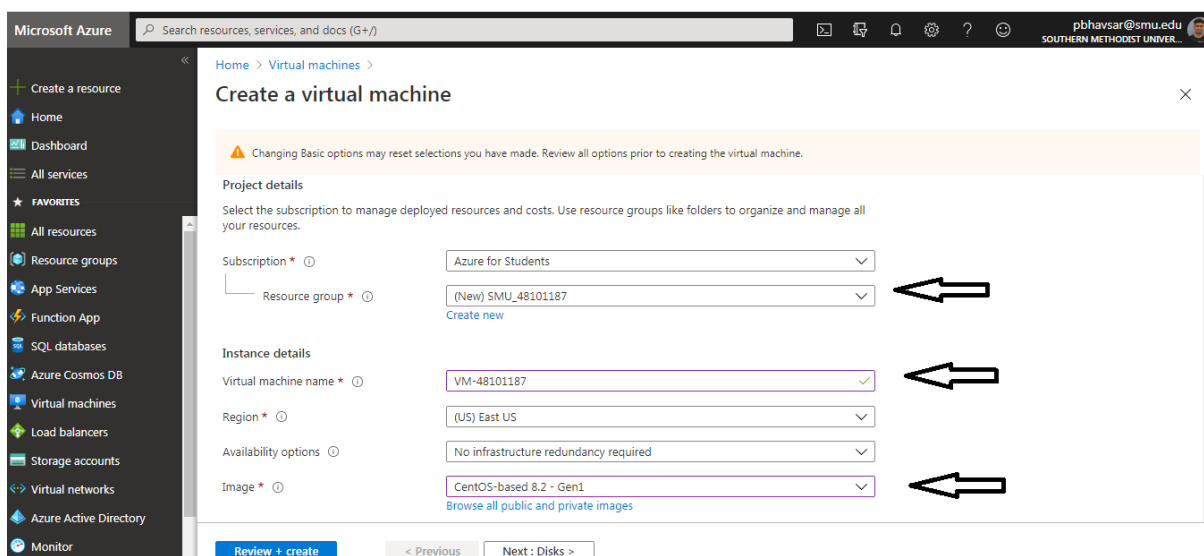 Microsoft Azure
Search resources, services, and docs (G+/)
pbhavsar@smu.edu
SOUTHERN METHODIST UNIVER...
Create a resource
Home
Dashboard
All services
FAVORITES
All resources
Resource groups
App Services
Function App
SQL databases
Azure Cosmos DB
Virtual machines
Load balancers
Storage accounts
Virtual networks
Azure Active Directory
Monitor
Home > Virtual machines >
Create a virtual machine
Changing Basic options may reset selections you have made. Review all options prior to creating the virtual machine.
Project details
Select the subscription to manage deployed resources and costs. Use resource groups like folders to organize and manage all
your resources.
Subscription *
Azure for Students
Resource group *
(New) SMU_48101187
Create new
Instance details
Virtual machine name *
VM-48101187
Region *
(US) East US
Availability options
No infrastructure redundancy required
Image *
CentOS-based 8.2 - Gen1
Browse all public and private images
Review + create
< Previous
Next : Disks >